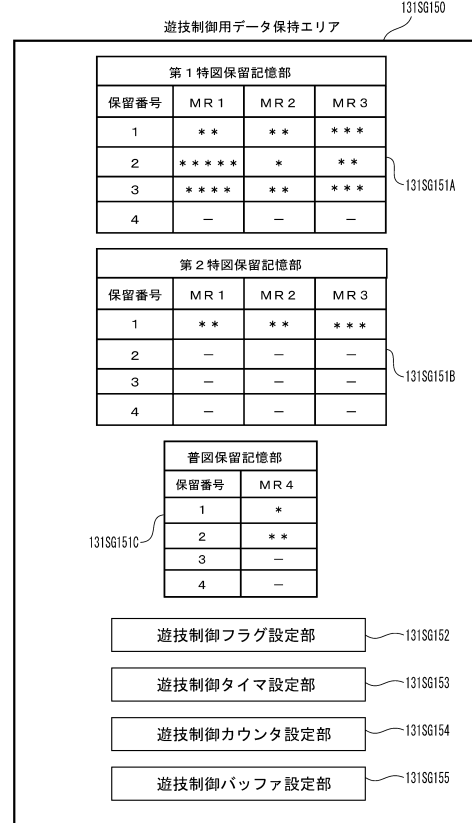 131SG150
遊技制御用データ保持エリア
第1特図保留記憶部
保留番号 MR1 MR2 MR3
1 ** ** ***
2 ***** * **
3 **** ** ***
4 − − −
131SG151A
第2特図保留記憶部
保留番号 MR1 MR2 MR3
1 ** ** ***
2 − − −
3 − − −
4 − − −
131SG151B
普図保留記憶部
保留番号 MR4
1 *
2 **
3 −
4 −
131SG151C
遊技制御フラグ設定部 131SG152
遊技制御タイマ設定部 131SG153
遊技制御カウンタ設定部 131SG154
遊技制御バッファ設定部 131SG155